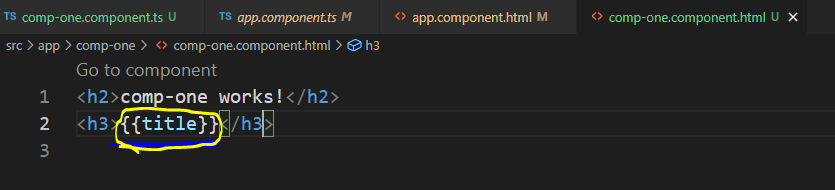 TS comp-one.component.ts U TS app.component.ts M <> app.component.html M <> comp-one.component.html U ×
src > app > comp-one > <> comp-one.component.html > h3
Go to component
1 <h2>comp-one works!</h2>
2 <h3>{{title}}</h3>
3